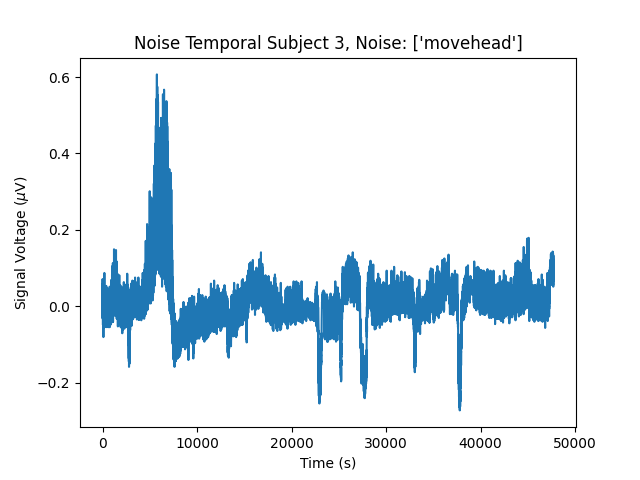 Noise Temporal Subject 3, Noise: ['movehead']
0.6
0.4
0.2
0.0
−0.2
Signal Voltage (μV)
0 10000 20000 30000 40000 50000
Time (s)